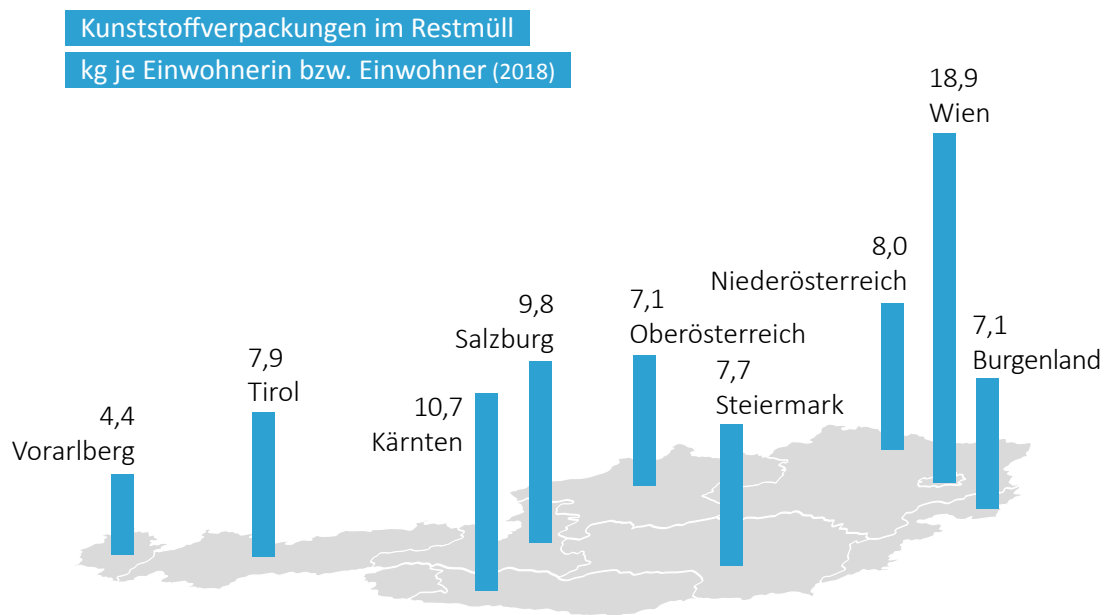 Kunststoffverpackungen im Restmüll
kg je Einwohnerin bzw. Einwohner (2018)
18,9
Wien
8,0
Niederösterreich
9,8
Salzburg
7,1
Oberösterreich
7,1
Burgenland
7,9
Tirol
7,7
Steiermark
10,7
Kärnten
4,4
Vorarlberg